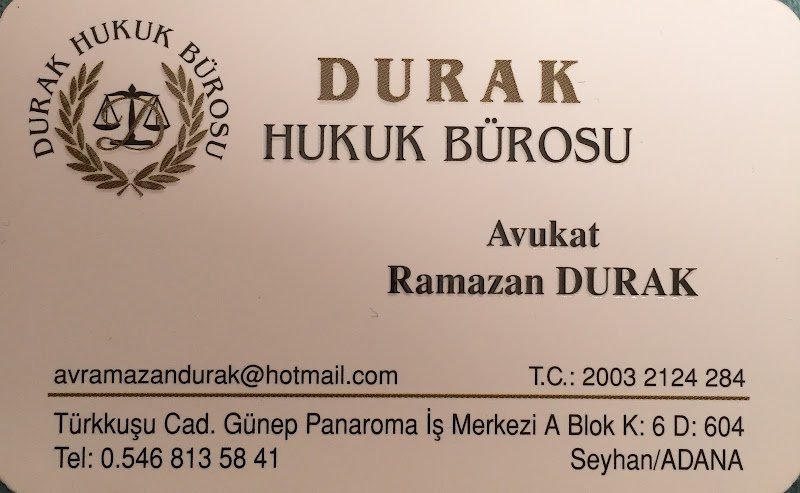 DURAK HUKUK BÜROSU
DURAK
HUKUK BÜROSU
Avukat
Ramazan DURAK
avramazandurak@hotmail.com T.C.: 2003 2124 284
Türkkuşu Cad. Günep Panaroma İş Merkezi A Blok K: 6 D: 604
Tel: 0.546 813 58 41 Seyhan/ADANA